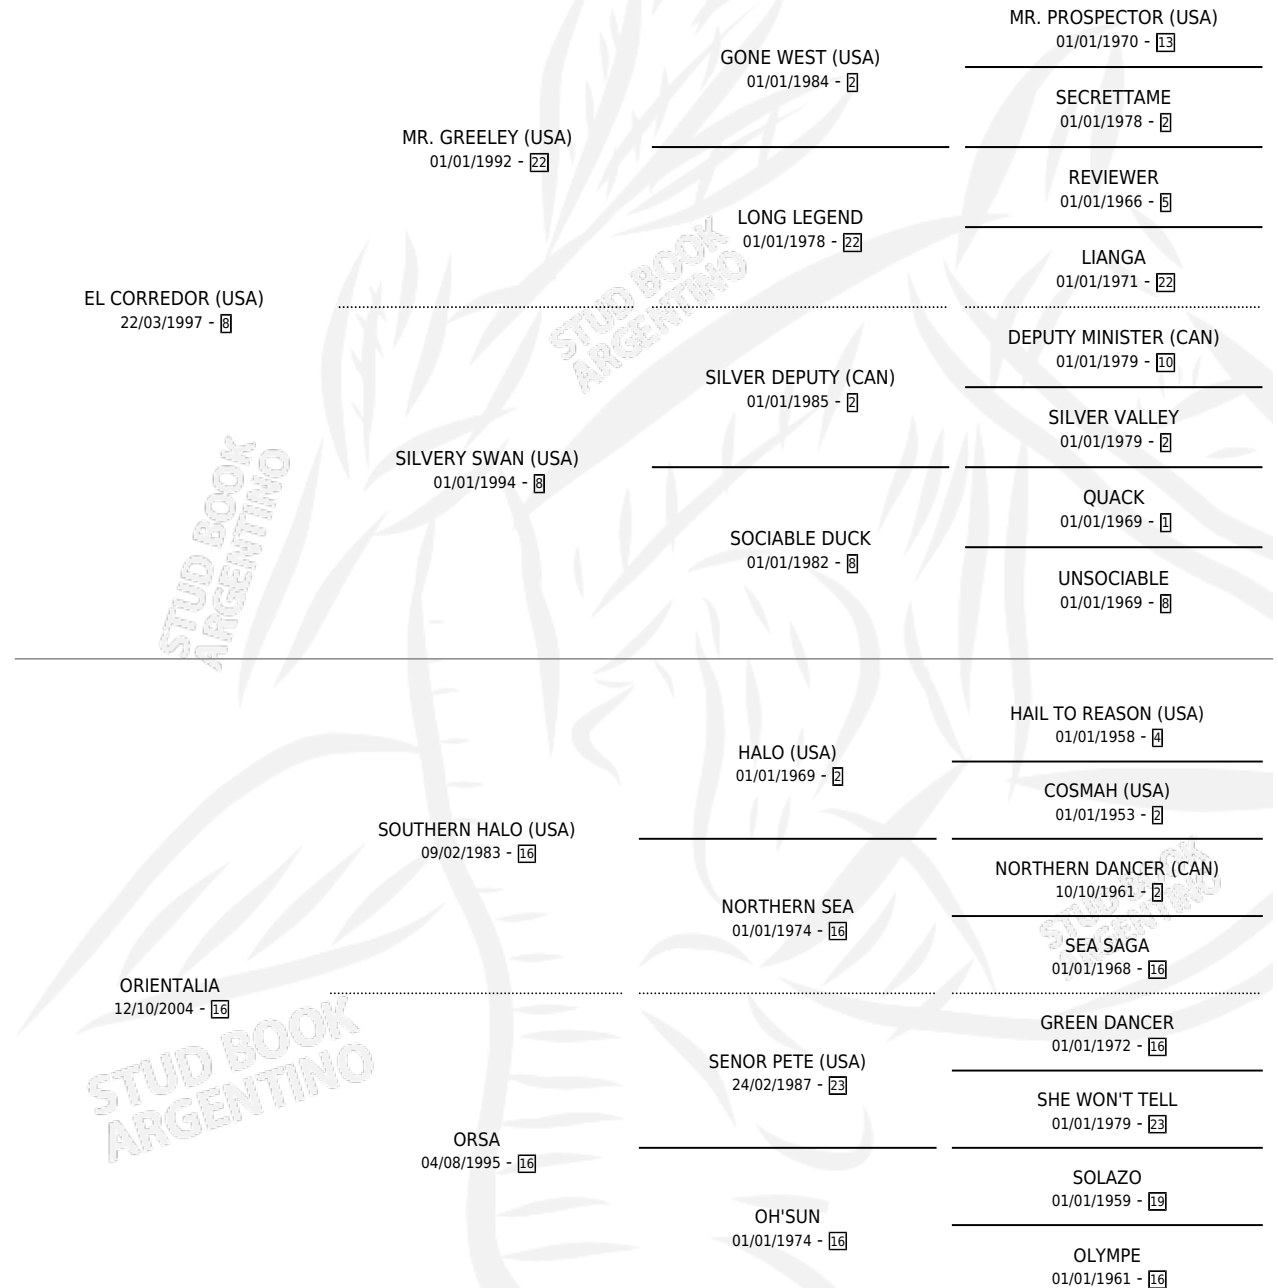 MR. PROSPECTOR (USA)
01/01/1970 - 13
GONE WEST (USA)
01/01/1984 - 2
SECRETTAME
01/01/1978 - 2
MR. GREELEY (USA)
01/01/1992 - 22
REVIEWER
01/01/1966 - 5
LONG LEGEND
01/01/1978 - 22
LIANGA
01/01/1971 - 22
EL CORREDOR (USA)
22/03/1997 - 8
STUD BOOK
ARGENTINO
DEPUTY MINISTER (CAN)
01/01/1979 - 10
SILVER DEPUTY (CAN)
01/01/1985 - 2
SILVER VALLEY
01/01/1979 - 2
SILVERY SWAN (USA)
01/01/1994 - 8
QUACK
01/01/1969 - 1
SOCIABLE DUCK
01/01/1982 - 8
UNSOCIABLE
01/01/1969 - 8
STUD BOOK
ARGENTINO
HAIL TO REASON (USA)
01/01/1958 - 4
HALO (USA)
01/01/1969 - 2
COSMAH (USA)
01/01/1953 - 2
SOUTHERN HALO (USA)
09/02/1983 - 16
NORTHERN DANCER (CAN)
10/10/1961 - 2
NORTHERN SEA
01/01/1974 - 16
STUD BOOK
ARGENTINO
SEA SAGA
01/01/1968 - 16
ORIENTALIA
12/10/2004 - 16
STUD BOOK
ARGENTINO
GREEN DANCER
01/01/1972 - 16
SENOR PETE (USA)
24/02/1987 - 23
SHE WON'T TELL
01/01/1979 - 23
ORSA
04/08/1995 - 16
SOLAZO
01/01/1959 - 19
OH'SUN
01/01/1974 - 16
OLYMPE
01/01/1961 - 16